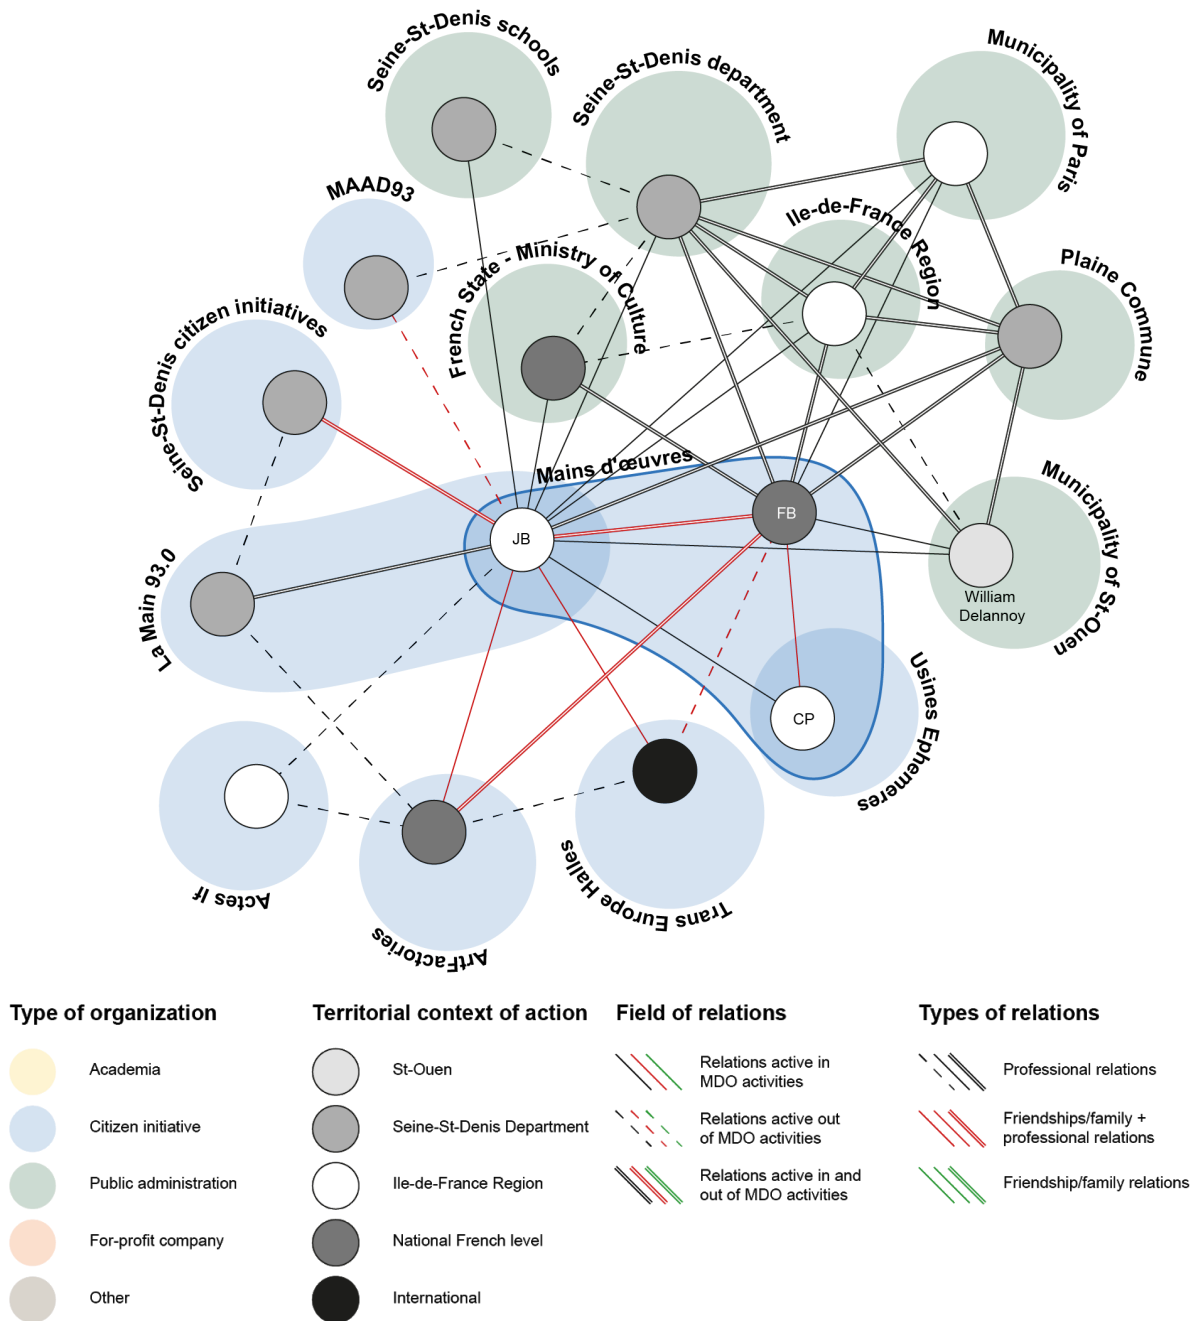 Seine-St-Denis schools
Seine-St-Denis department
Municipality of Paris
MAAD93
Ile-de-France Region
French State - Ministry of Culture
Plaine Commune
Seine-St-Denis citizen initiatives
Mains d'œuvres
Municipality of St-Ouen
JB
FB
William
Delannoy
La Main 93.0
CP
Usines Ephemeres
Actes If
ArtFactories
Trans Europe Halles
Type of organization
Academia
Citizen initiative
Public administration
For-profit company
Other
Territorial context of action
St-Ouen
Seine-St-Denis Department
Ile-de-France Region
National French level
International
Field of relations
Relations active in
MDO activities
Relations active out
of MDO activities
Relations active in and
out of MDO activities
Types of relations
Professional relations
Friendships/family +
professional relations
Friendship/family relations